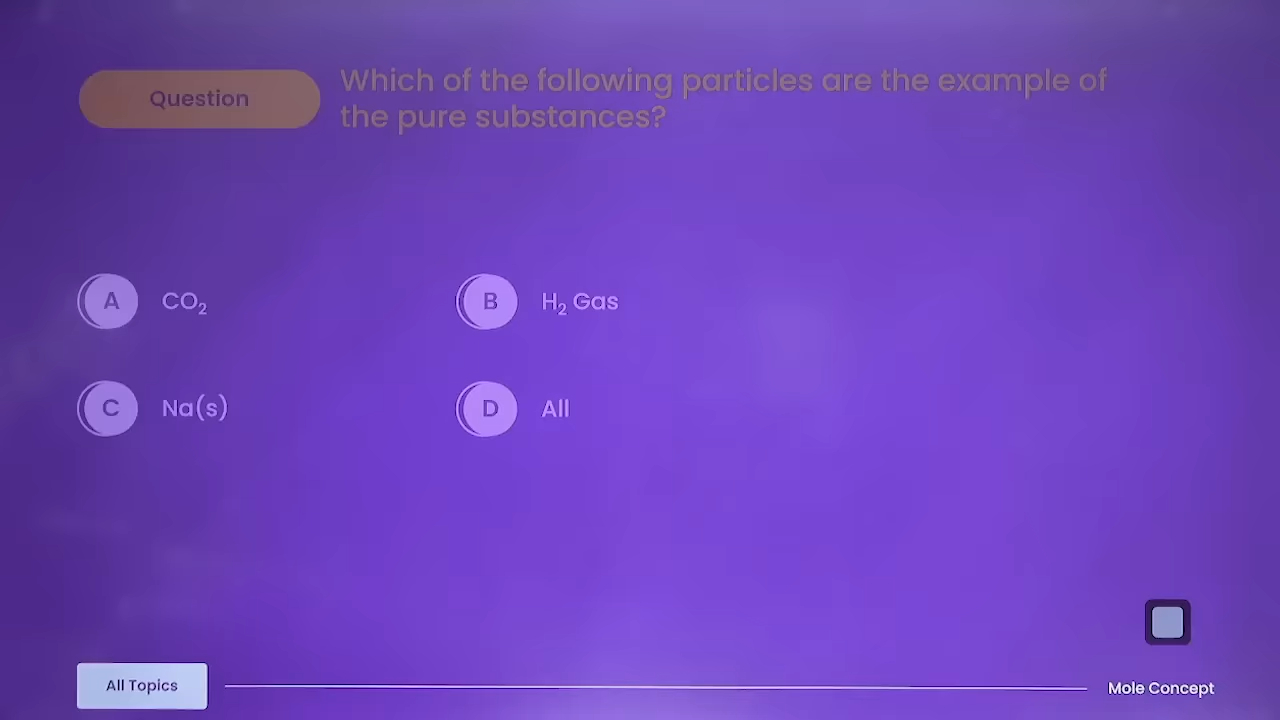 Question
Which of the following particles are the example of
the pure substances?
A CO₂
B H₂ Gas
C Na(s)
D All
All Topics
Mole Concept